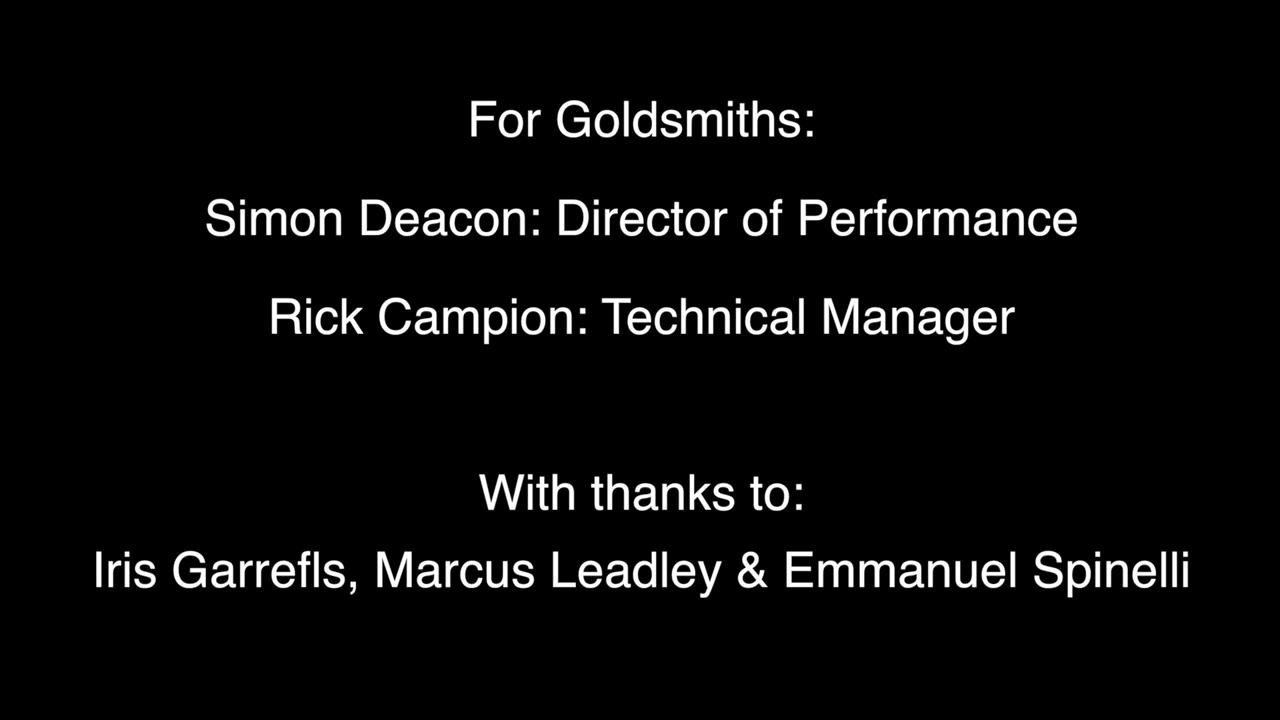 For Goldsmiths:
Simon Deacon: Director of Performance
Rick Campion: Technical Manager
With thanks to:
Iris Garrefls, Marcus Leadley & Emmanuel Spinelli